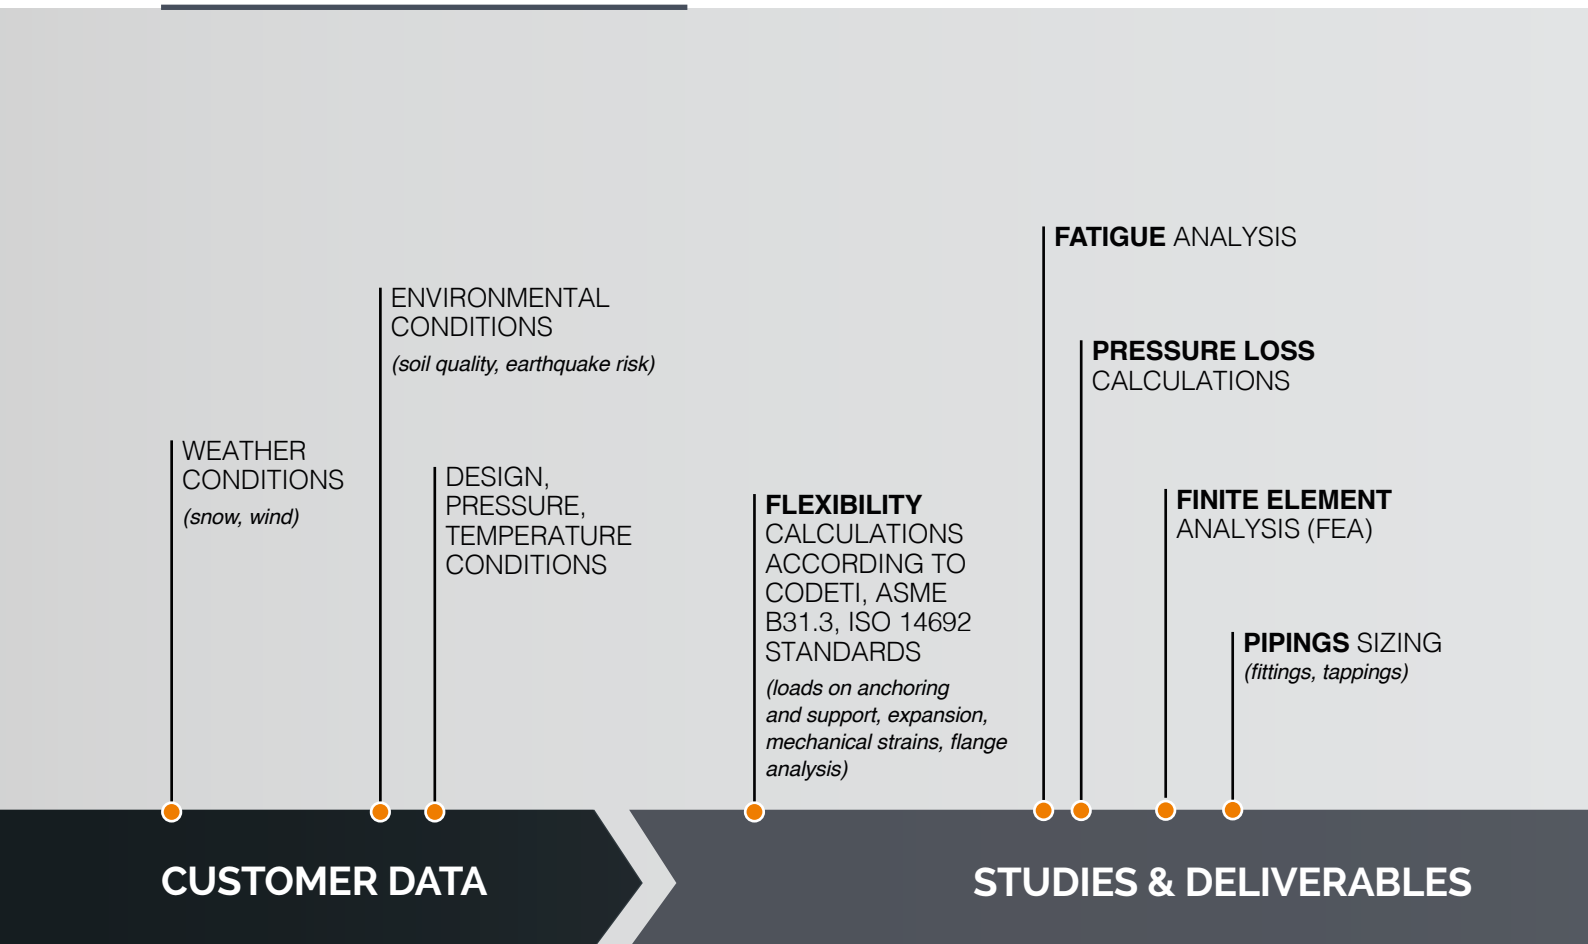 WEATHER
CONDITIONS
(snow, wind)
ENVIRONMENTAL
CONDITIONS
(soil quality, earthquake risk)
DESIGN,
PRESSURE,
TEMPERATURE
CONDITIONS
CUSTOMER DATA
FLEXIBILITY
CALCULATIONS
ACCORDING TO
CODETI, ASME
B31.3, ISO 14692
STANDARDS
(loads on anchoring
and support, expansion,
mechanical strains, flange
analysis)
FATIGUE ANALYSIS
PRESSURE LOSS
CALCULATIONS
FINITE ELEMENT
ANALYSIS (FEA)
PIPINGS SIZING
(fittings, tappings)
STUDIES & DELIVERABLES